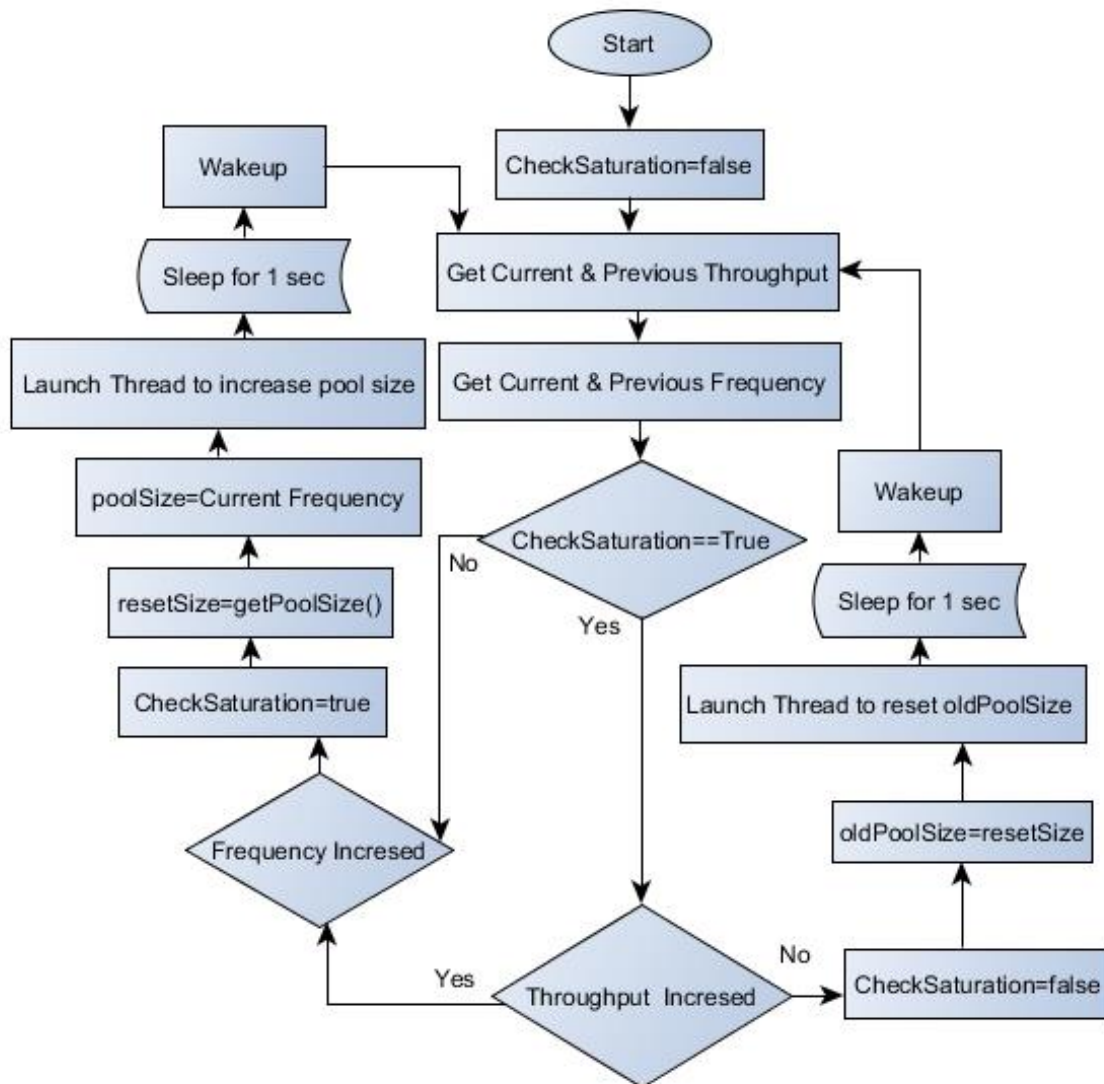 Start
CheckSaturation=false
Get Current & Previous Throughput
Get Current & Previous Frequency
CheckSaturation==True
No
Yes
Frequency Incresed
CheckSaturation=true
resetSize=getPoolSize()
poolSize=Current Frequency
Launch Thread to increase pool size
Sleep for 1 sec
Wakeup
Throughput Incresed
Yes
No
CheckSaturation=false
oldPoolSize=resetSize
Launch Thread to reset oldPoolSize
Sleep for 1 sec
Wakeup